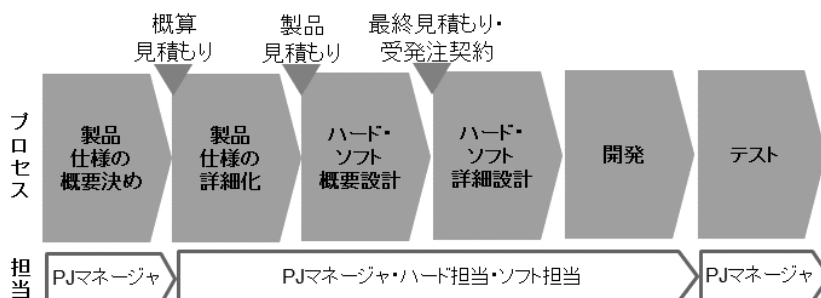 概算
見積もり
製品
見積もり
最終見積もり・
受発注契約
プロセス
製品
仕様の
概要決め
製品
仕様の
詳細化
ハード・
ソフト
概要設計
ハード・
ソフト
詳細設計
開発
テスト
担当
PJマネージャ
PJマネージャ・ハード担当・ソフト担当
PJマネージャ